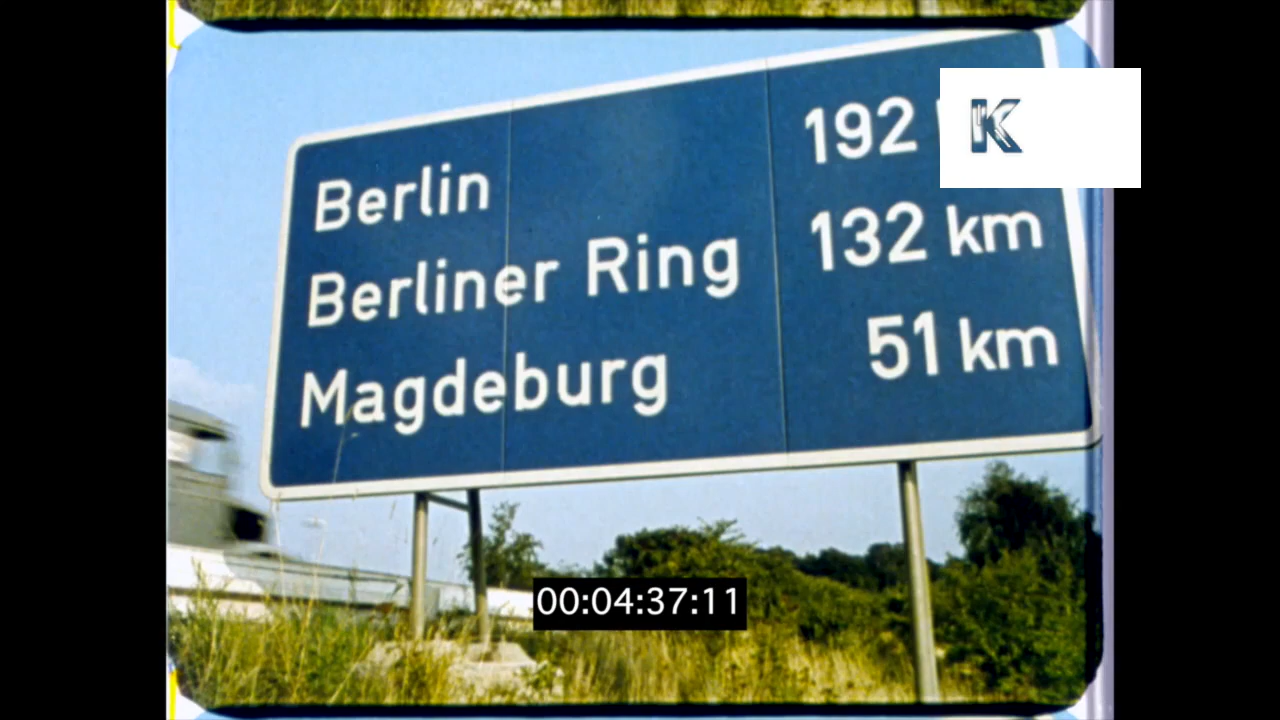 Berlin 192
Berliner Ring 132 km
Magdeburg 51 km
K
00:04:37:11